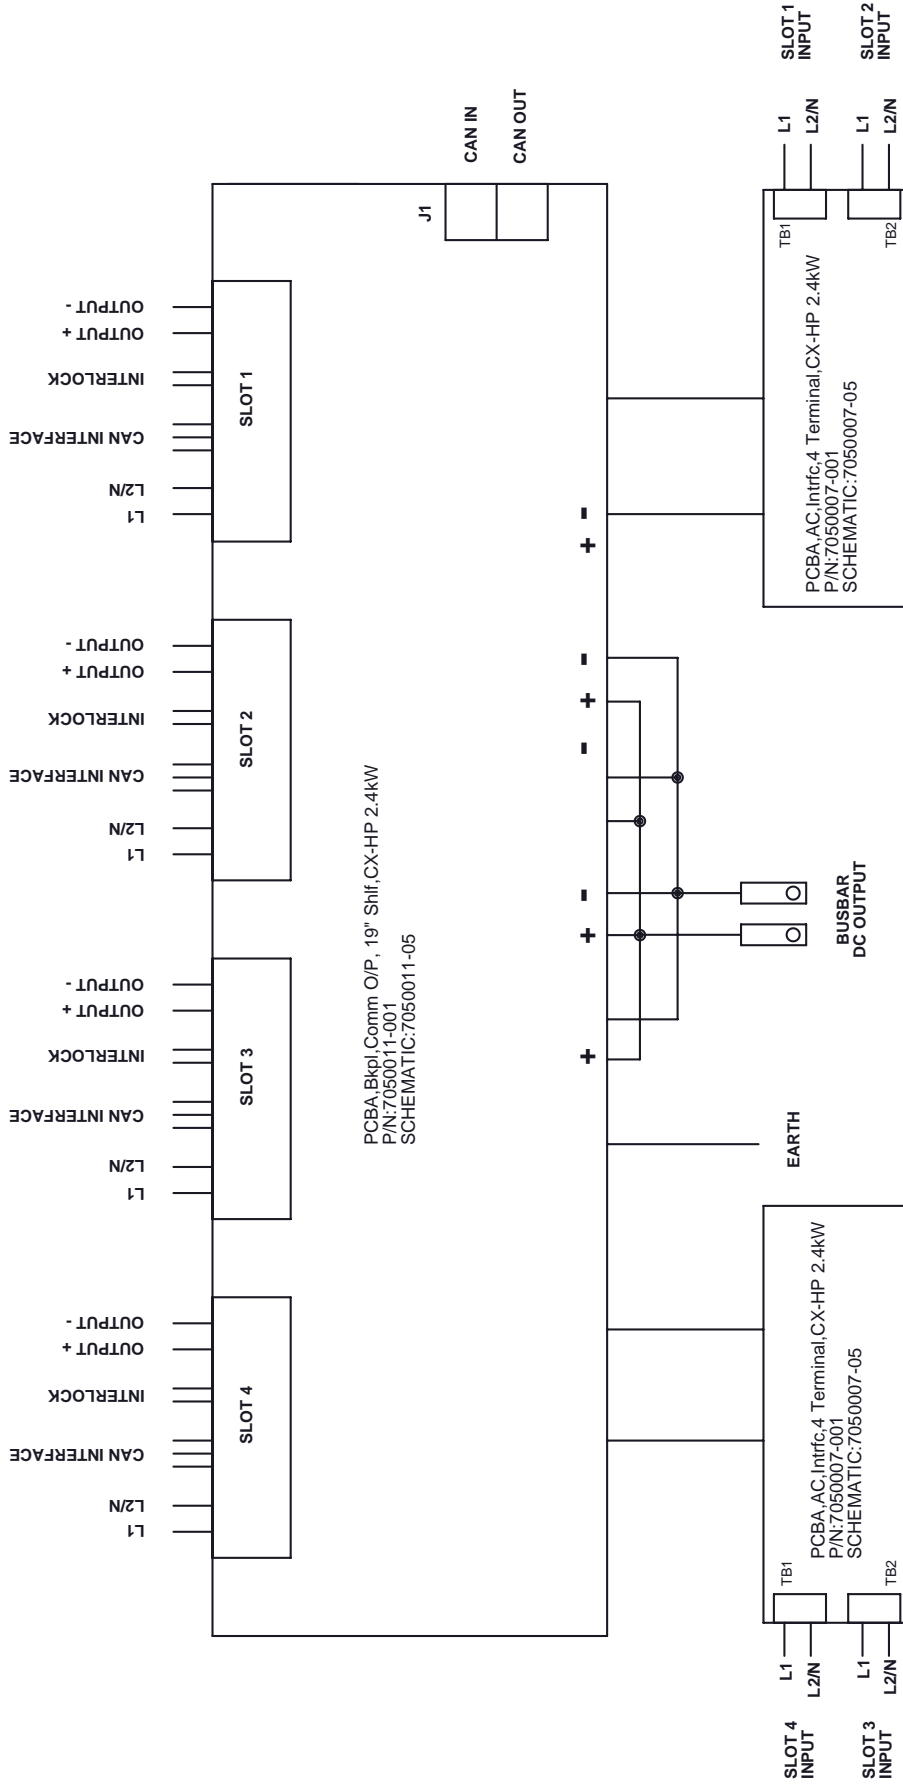 OUTPUT -
OUTPUT +
INTERLOCK
CAN INTERFACE
L2/N
L1
SLOT 1
OUTPUT -
OUTPUT +
INTERLOCK
CAN INTERFACE
L2/N
L1
SLOT 2
OUTPUT -
OUTPUT +
INTERLOCK
CAN INTERFACE
L2/N
L1
SLOT 3
OUTPUT -
OUTPUT +
INTERLOCK
CAN INTERFACE
L2/N
L1
SLOT 4
PCBA,Bkpl,Comm O/P, 19" Shlf,CX-HP 2.4kW
P/N:7050011-001
SCHEMATIC:7050011-05
J1
CAN IN
CAN OUT
-
+
-
+
-
-
+
+
BUSBAR
DC OUTPUT
EARTH
TB1
TB2
PCBA,AC,Intrfc,4 Terminal,CX-HP 2.4kW
P/N:7050007-001
SCHEMATIC:7050007-05
L1
L2/N
SLOT 1
INPUT
L1
L2/N
SLOT 2
INPUT
TB1
TB2
PCBA,AC,Intrfc,4 Terminal,CX-HP 2.4kW
P/N:7050007-001
SCHEMATIC:7050007-05
L1
L2/N
SLOT 4
INPUT
L1
L2/N
SLOT 3
INPUT